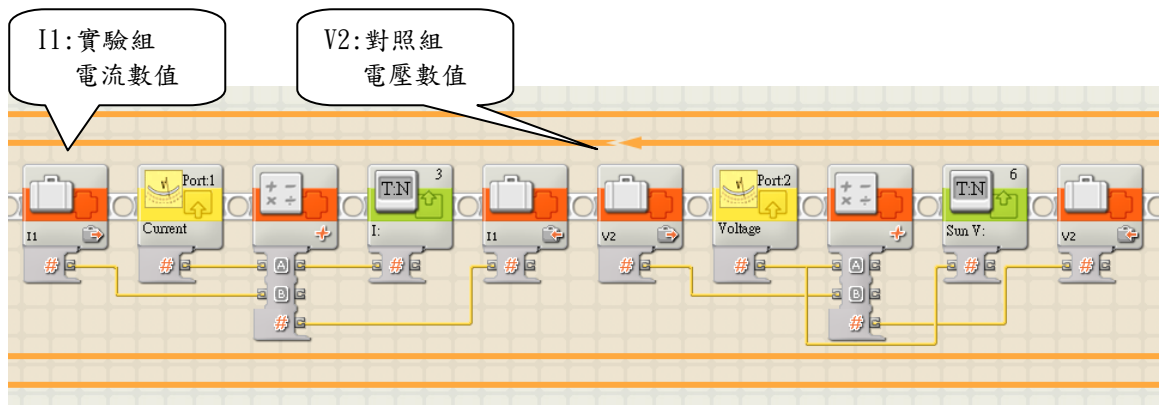 I1:實驗組
電流數值
V2:對照組
電壓數值
I1
Port:1
Current
T:N
3
I:
I1
V2
Port:2
Voltage
T:N
6
Sun V:
V2
# # A # #
B
#
# # A # #
B
#